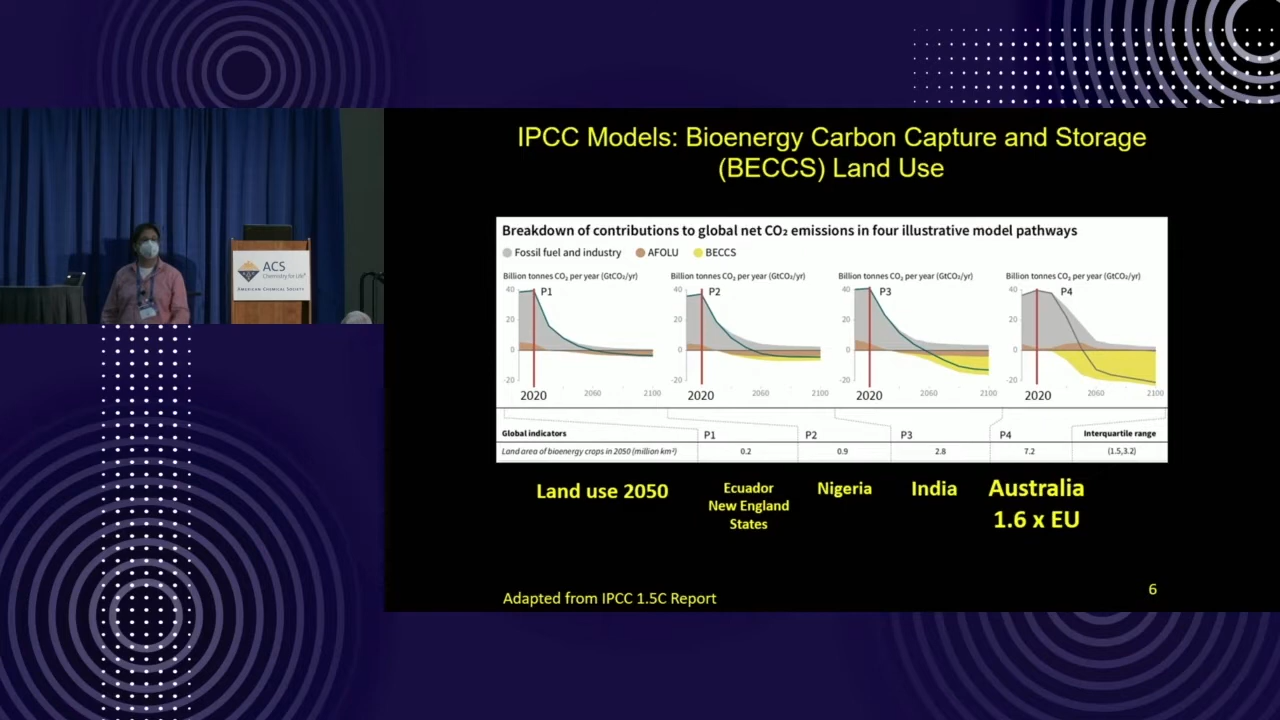 IPCC Models: Bioenergy Carbon Capture and Storage
(BECCS) Land Use
Breakdown of contributions to global net CO₂ emissions in four illustrative model pathways
Fossil fuel and industry AFOLU BECCS
Billion tonnes CO₂ per year (GtCO₂/yr) Billion tonnes CO₂ per year (GtCO₂/yr) Billion tonnes CO₂ per year (GtCO₂/yr) Billion tonnes CO₂ per year (GtCO₂/yr)
40 P1 40 P2 40 P3 40 P4
20 20 20 20
0 0 0 0
-20 -20 -20 -20
2020 2060 2100 2020 2060 2100 2020 2060 2100 2020 2060 2100
Global indicators P1 P2 P3 P4 Interquartile range
Land area of bioenergy crops in 2050 (million km²) 0.2 0.9 2.8 7.2 (1.5,3.2)
Land use 2050
Ecuador
New England
States
Nigeria
India
Australia
1.6 x EU
Adapted from IPCC 1.5C Report
6
ACS
Chemistry for Life®
AMERICAN CHEMICAL SOCIETY